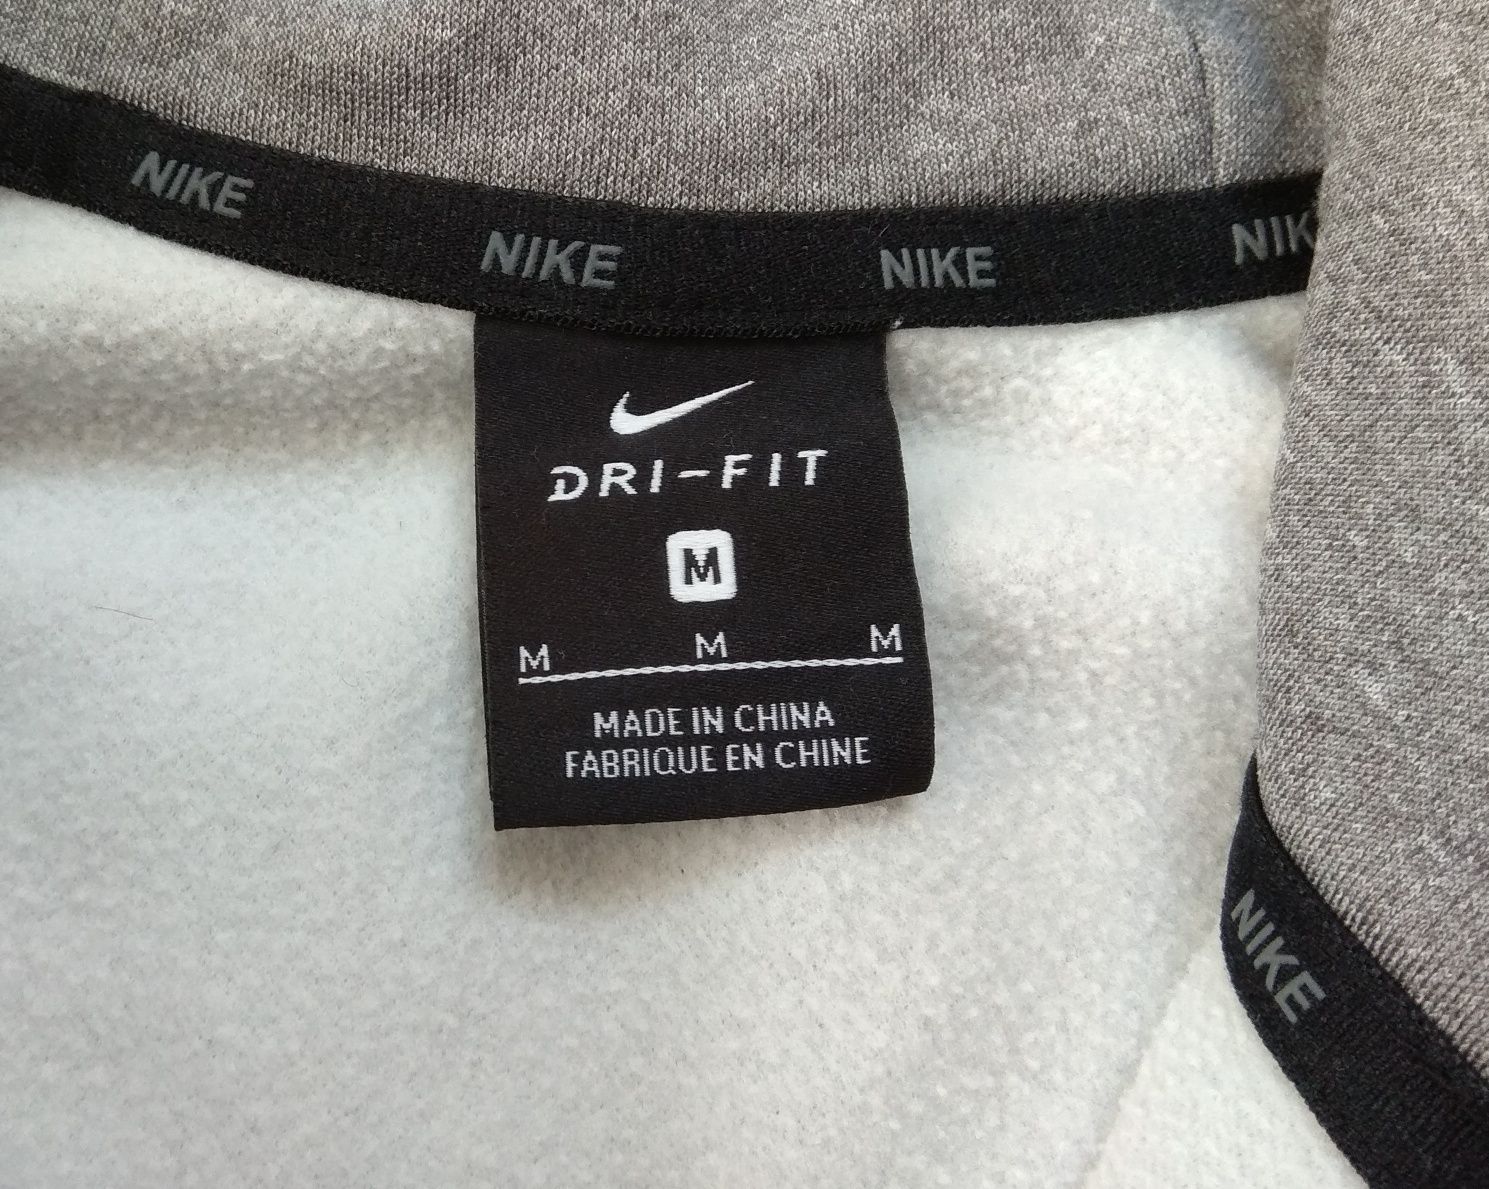 NIKE NIKE NIKE NIK
DRI-FIT
M
M M M
MADE IN CHINA
FABRIQUE EN CHINE
NIKE